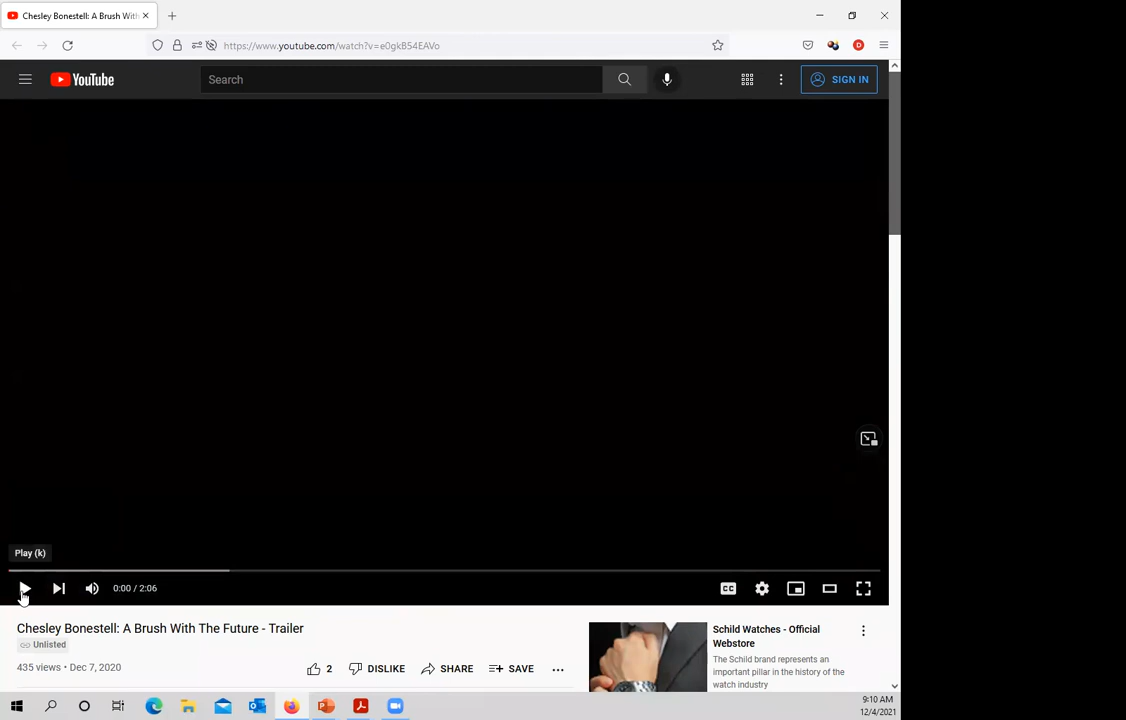 Chesley Bonestell: A Brush With
https://www.youtube.com/watch?v=e0gkB54EAVo
YouTube
Search
SIGN IN
Play (k)
0:00 / 2:06
CC
Chesley Bonestell: A Brush With The Future - Trailer
Unlisted
435 views • Dec 7, 2020
2
DISLIKE
SHARE
SAVE
Schild Watches - Official
Webstore
The Schild brand represents an
important pillar in the history of the
watch industry
9:10 AM
12/4/2021